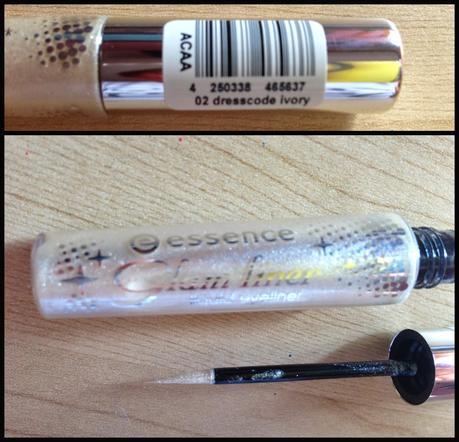 ACAA
4 250338 465637
02 dresscode ivory
essence
Glam liner
liquid eyeliner